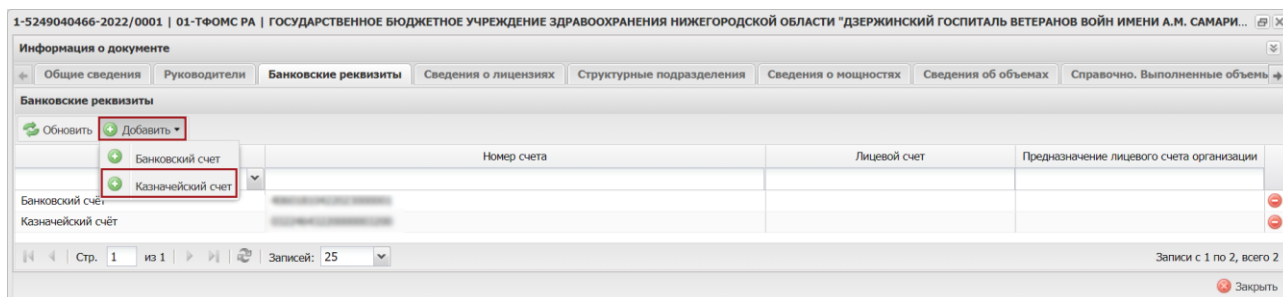 1-5249040466-2022/0001 | 01-ТФОМС РА | ГОСУДАРСТВЕННОЕ БЮДЖЕТНОЕ УЧРЕЖДЕНИЕ ЗДРАВООХРАНЕНИЯ НИЖЕГОРОДСКОЙ ОБЛАСТИ "ДЗЕРЖИНСКИЙ ГОСПИТАЛЬ ВЕТЕРАНОВ ВОЙН ИМЕНИ А.М. САМАРИ...
Информация о документе
Общие сведения Руководители Банковские реквизиты Сведения о лицензиях Структурные подразделения Сведения о мощностях Сведения об объемах Справочно. Выполненные объемы
Банковские реквизиты
Обновить Добавить
Номер счета Лицевой счет Предназначение лицевого счета организации
Банковский счет
Казначейский счет
Банковский счёт
Казначейский счёт
Стр. 1 из 1 Записей: 25 Записи с 1 по 2, всего 2
Закрыть